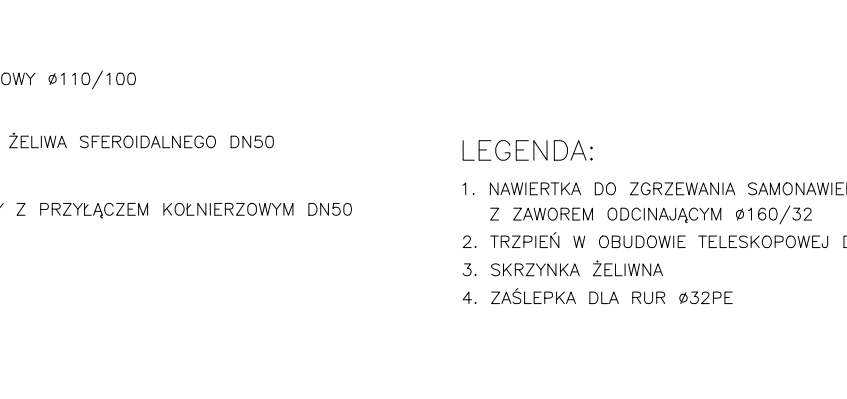 OWY ø110/100
ŻELIWA SFEROIDALNEGO DN50
Z PRZYŁĄCZEM KOŁNIERZOWYM DN50
LEGENDA:
1. NAWIERTKA DO ZGRZEWANIA
Z ZAWOREM ODCINAJĄCYM ø160/32
2. TRZPIEŃ W OBUDOWIE TELESKOPOWEJ
3. SKRZYNKA ŻELIWNA
4. ZAŚLEPKA DLA RUR ø32PE